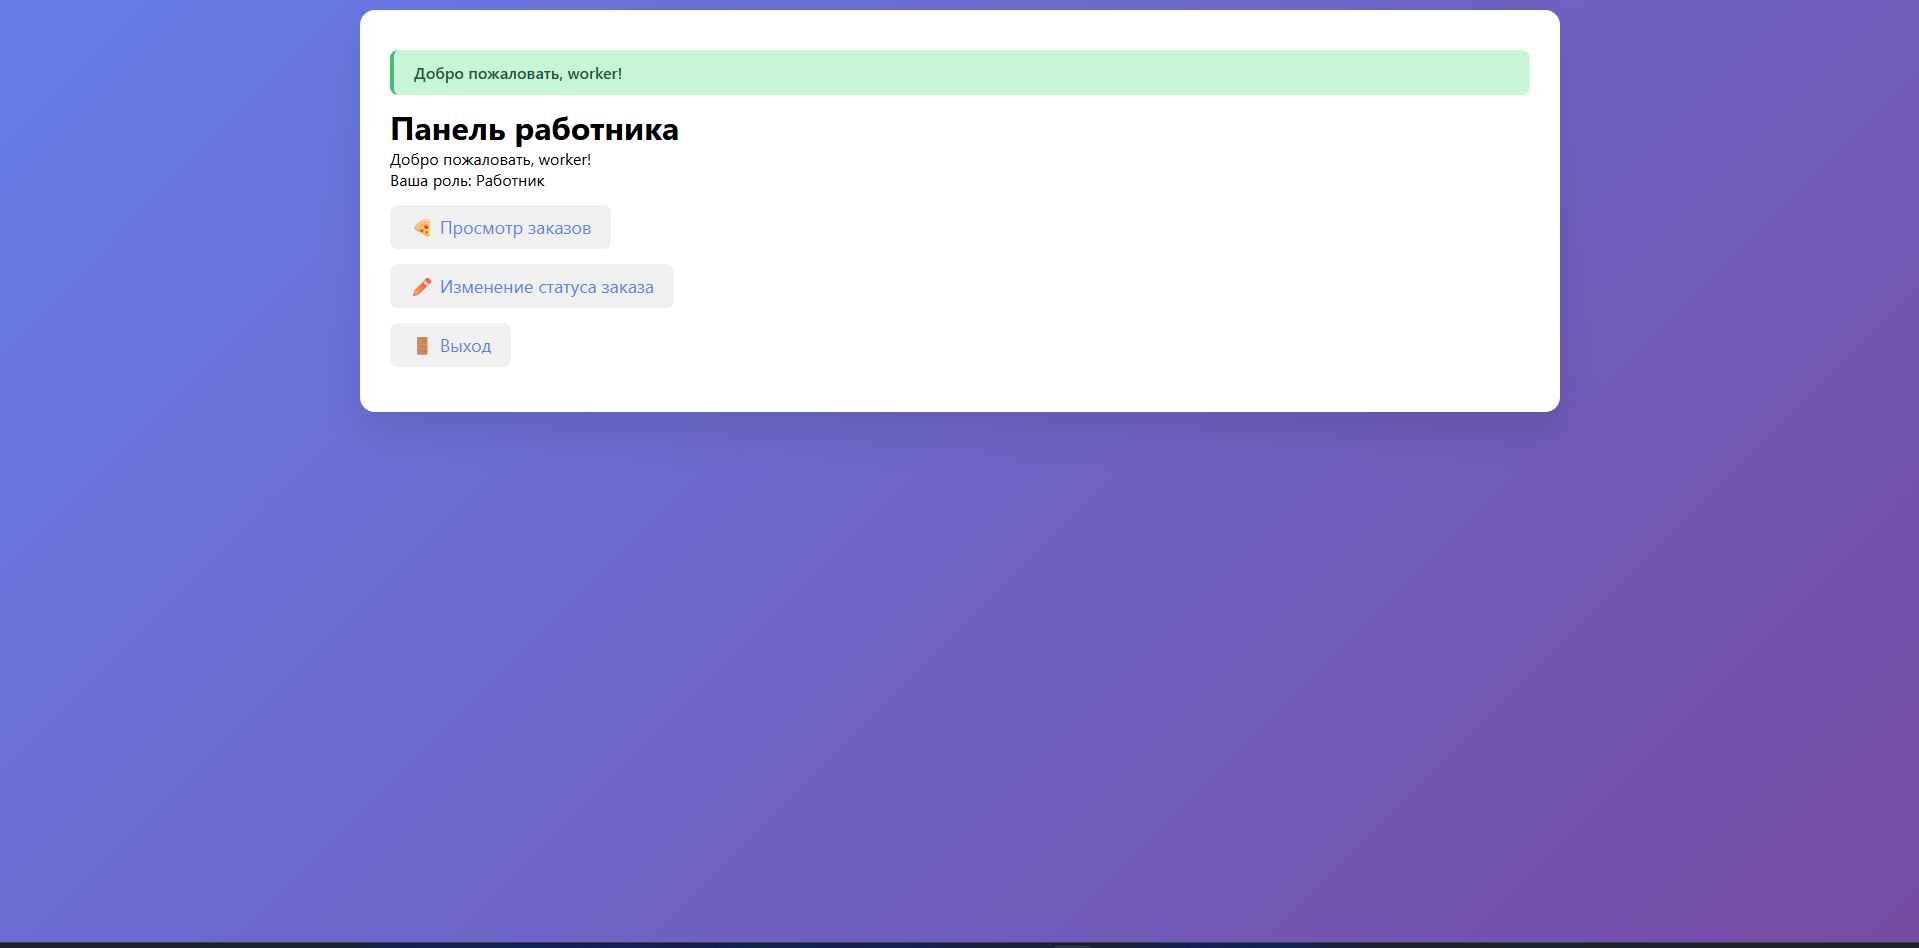 Добро пожаловать, worker!
Панель работника
Добро пожаловать, worker!
Ваша роль: Работник
🍕 Просмотр заказов
✏️ Изменение статуса заказа
🚪 Выход